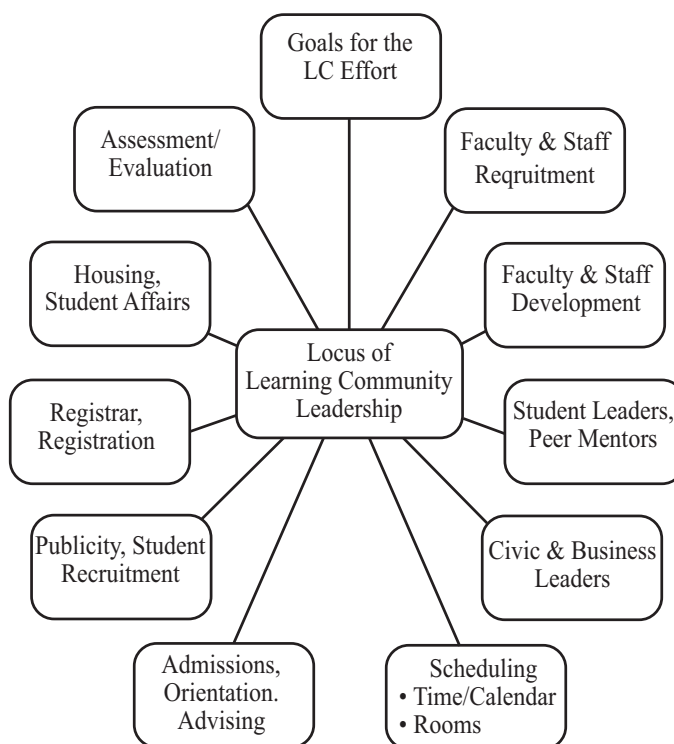 Goals for the
LC Effort
Assessment/
Evaluation
Faculty & Staff
Reqruitment
Housing,
Student Affairs
Faculty & Staff
Development
Locus of
Learning Community
Leadership
Registrar,
Registration
Student Leaders,
Peer Mentors
Publicity, Student
Recruitment
Civic & Business
Leaders
Admissions,
Orientation.
Advising
Scheduling
• Time/Calendar
• Rooms